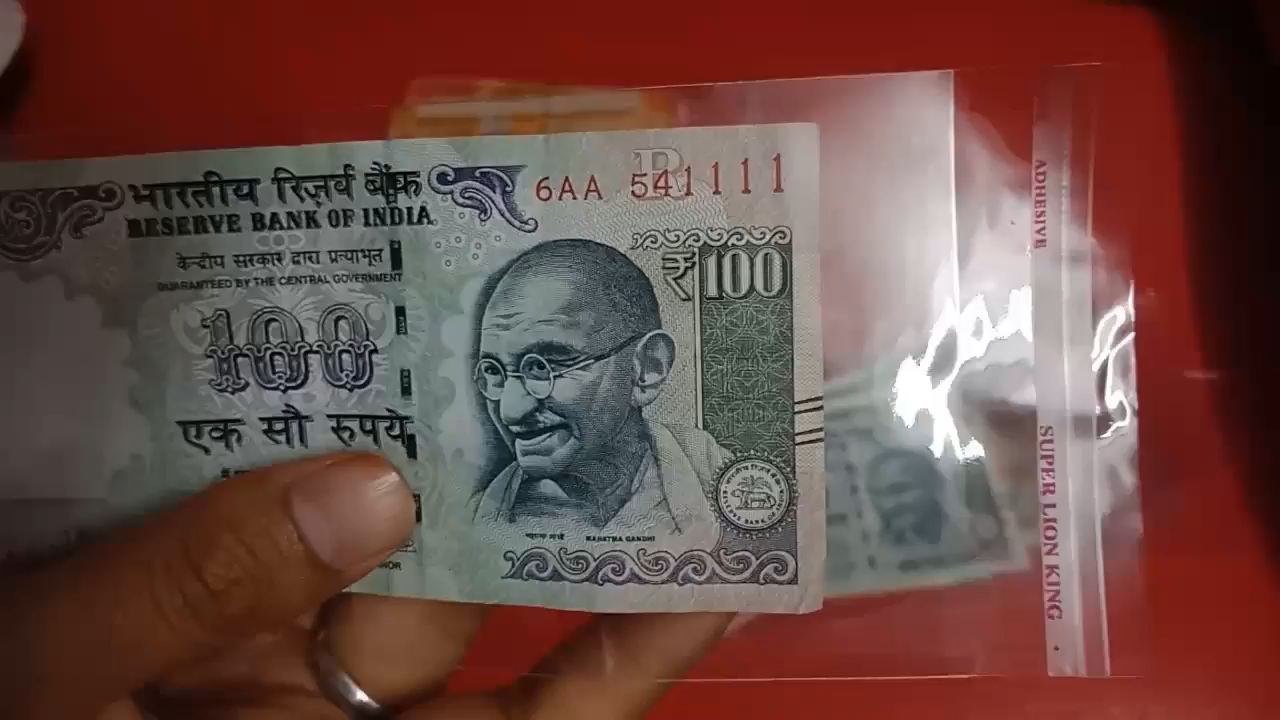 भारतीय रिज़र्व बैंक
RESERVE BANK OF INDIA
केन्द्रीय सरकार द्वारा प्रत्याभूत
GUARANTEED BY THE CENTRAL GOVERNMENT
100
एक सौ रुपये
6AA 541111
₹100
महात्मा गांधी MAHATMA GANDHI
ADHESIVE
SUPER LION KING